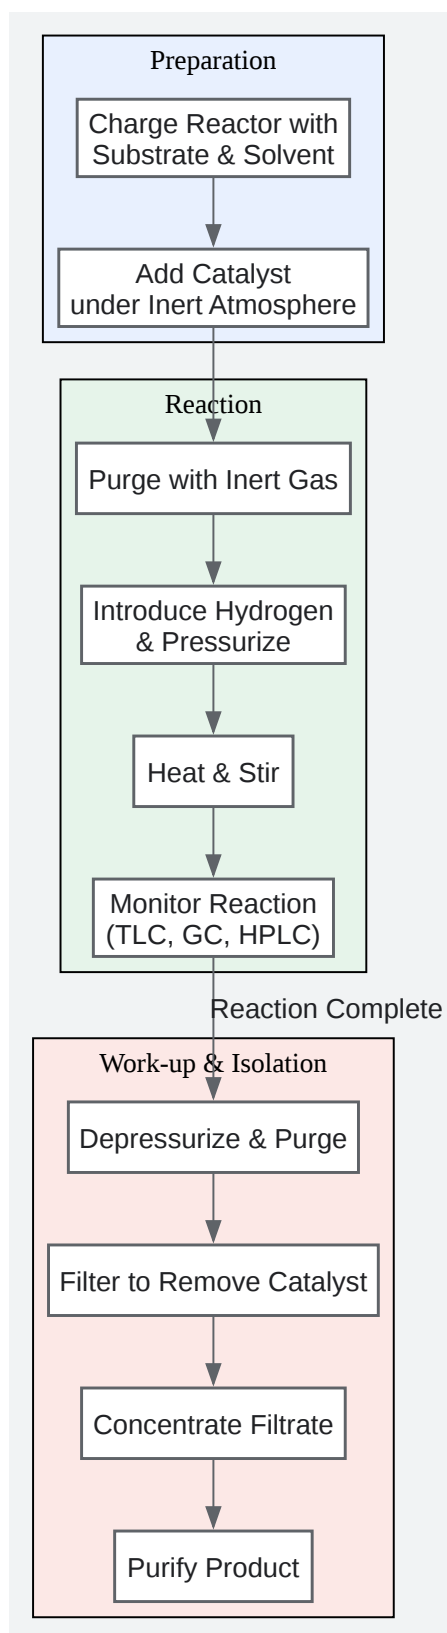 Preparation
Charge Reactor with
Substrate & Solvent
Add Catalyst
under Inert Atmosphere
Reaction
Purge with Inert Gas
Introduce Hydrogen
& Pressurize
Heat & Stir
Monitor Reaction
(TLC, GC, HPLC)
Reaction Complete
Work-up & Isolation
Depressurize & Purge
Filter to Remove Catalyst
Concentrate Filtrate
Purify Product